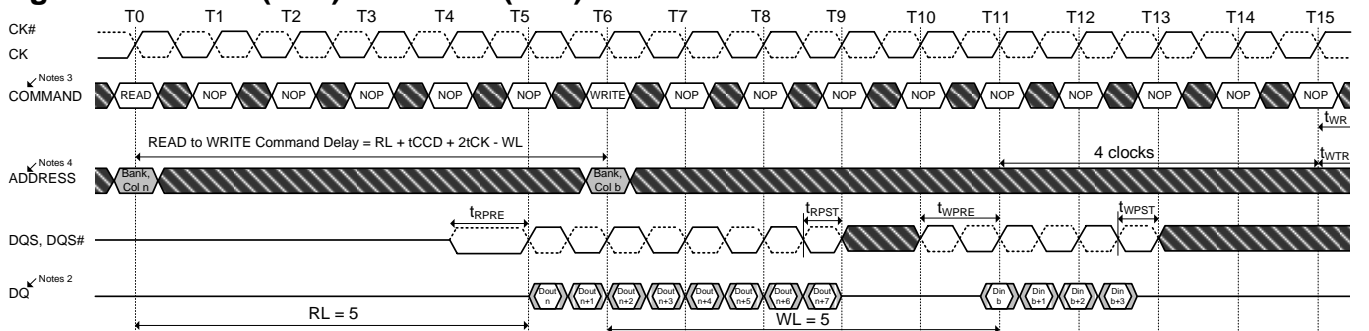 T0 T1 T2 T3 T4 T5 T6 T7 T8 T9 T10 T11 T12 T13 T14 T15
CK#
CK
Notes 3
COMMAND READ NOP NOP NOP NOP NOP WRITE NOP NOP NOP NOP NOP NOP NOP NOP NOP
tWR
READ to WRITE Command Delay = RL + tCCD + 2tCK - WL
4 clocks
tWTR
Notes 4
ADDRESS
Bank, Col n
Bank, Col b
tRPRE tRPST tWPRE tWPST
DQS, DQS#
Notes 2
DQ
Dout n Dout n+1 Dout n+2 Dout n+3 Dout n+4 Dout n+5 Dout n+6 Dout n+7 Din b Din b+1 Din b+2 Din b+3
RL = 5 WL = 5